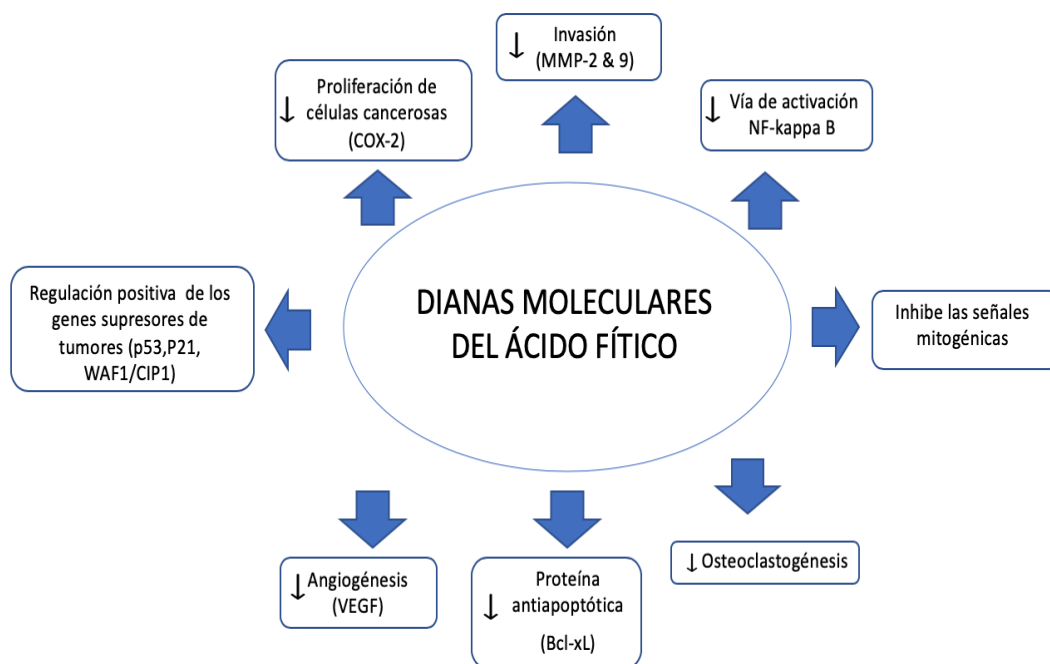 ↓ Invasión
(MMP-2 & 9)
↓ Proliferación de
células cancerosas
(COX-2)
↓ Vía de activación
NF-kappa B
DIANAS MOLECULARES
DEL ÁCIDO FÍTICO
Regulación positiva de los
genes supresores de
tumores (p53,P21,
WAF1/CIP1)
Inhibe las señales
mitogénicas
↓ Angiogénesis
(VEGF)
↓ Proteína
antiapoptótica
(Bcl-xL)
↓ Osteoclastogénesis